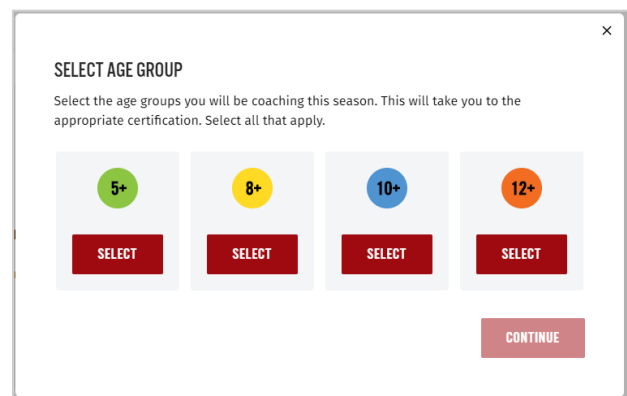 ×
SELECT AGE GROUP
Select the age groups you will be coaching this season. This will take you to the
appropriate certification. Select all that apply.
5+ 8+ 10+ 12+
SELECT SELECT SELECT SELECT
CONTINUE